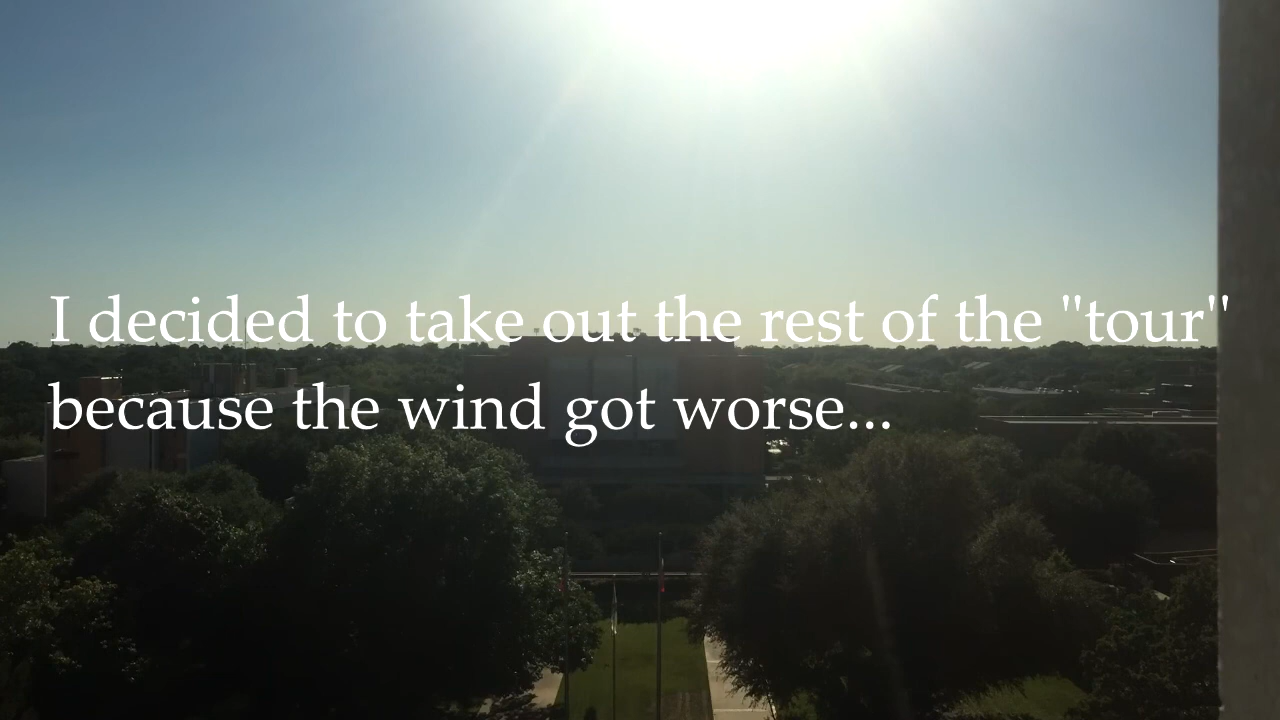 I decided to take out the rest of the "tour"
because the wind got worse...